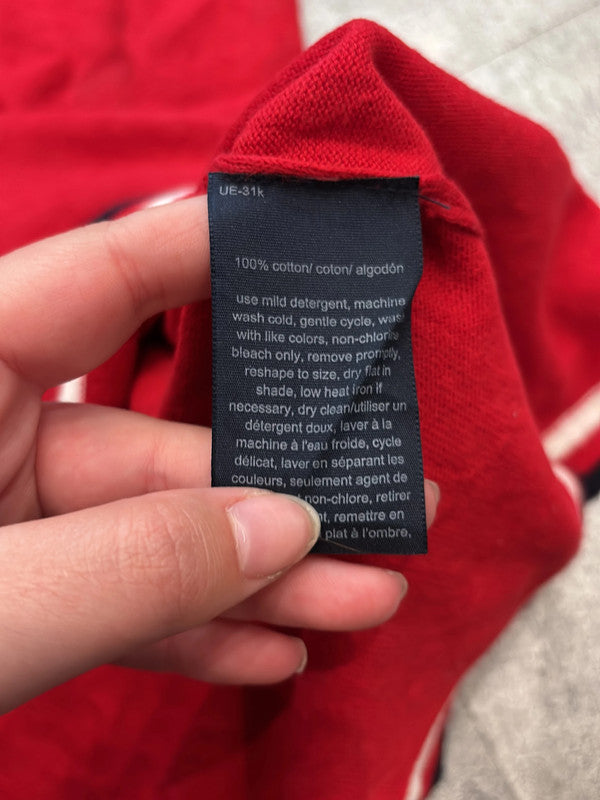 UE-31k
100% cotton/ coton/ algodón
use mild detergent, machine
wash cold, gentle cycle, wash
with like colors, non-chlorine
bleach only, remove promptly,
reshape to size, dry flat in
shade, low heat iron if
necessary, dry clean/utiliser un
détergent doux, laver à la
machine à l'eau froide, cycle
délicat, laver en séparant les
couleurs, seulement agent de
non-chlore, retirer
remettre en
plat à l'ombre,